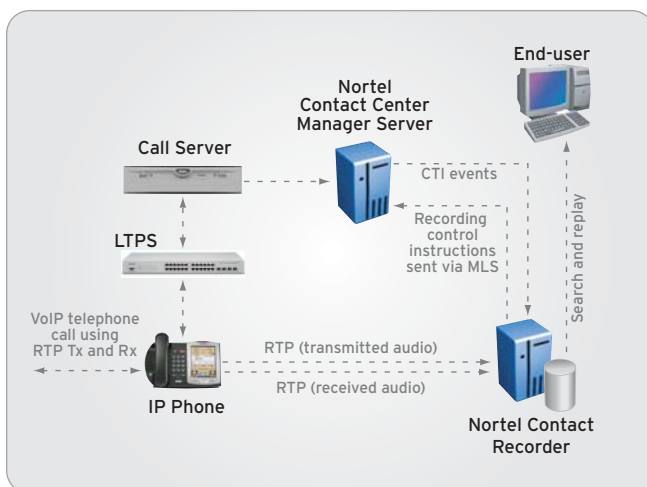 End-user
Nortel
Contact Center
Manager Server
Call Server
CTI events
Recording
control
instructions
sent via MLS
Search and replay
LTPS
VoIP telephone
call using
RTP Tx and Rx
RTP (transmitted audio)
RTP (received audio)
IP Phone
Nortel Contact
Recorder